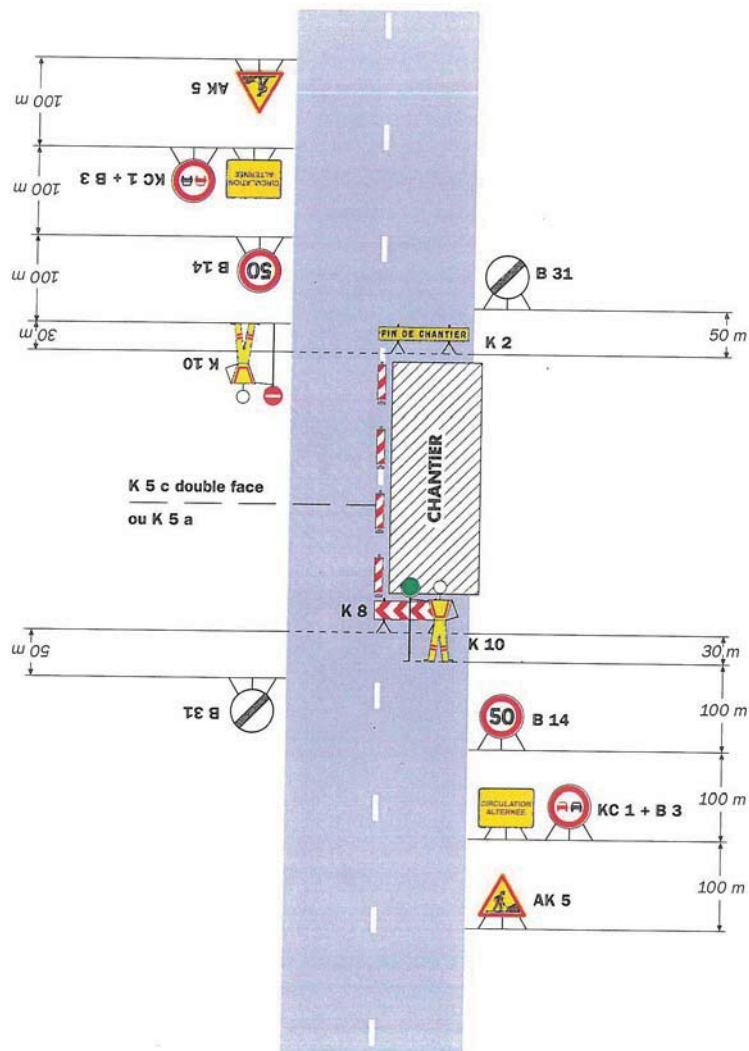 100 m
AK 5
100 m
KC 1 + B 3
CIRCULATION
ALTERNÉE
100 m
B 14
50
B 31
30 m
K 10
FIN DE CHANTIER
K 2
50 m
K 5 c double face
ou K 5 a
CHANTIER
K 8
K 10
50 m
30 m
B 31
50
B 14
100 m
CIRCULATION
ALTERNÉE
KC 1 + B 3
100 m
AK 5
100 m